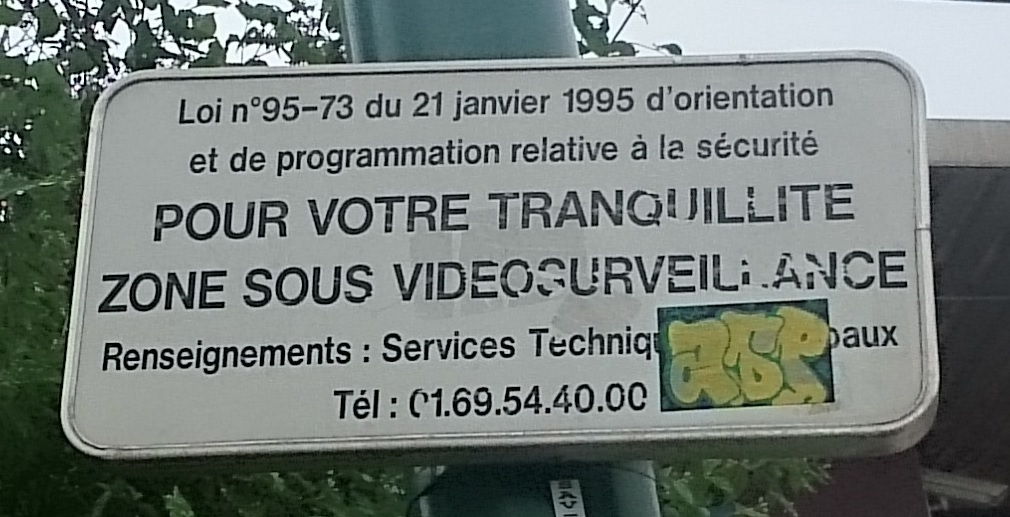 Loi n°95-73 du 21 janvier 1995 d'orientation
et de programmation relative à la sécurité
POUR VOTRE TRANQUILLITE
ZONE SOUS VIDEOSURVEILLANCE
Renseignements : Services
Tél : 01.69.54.40.00